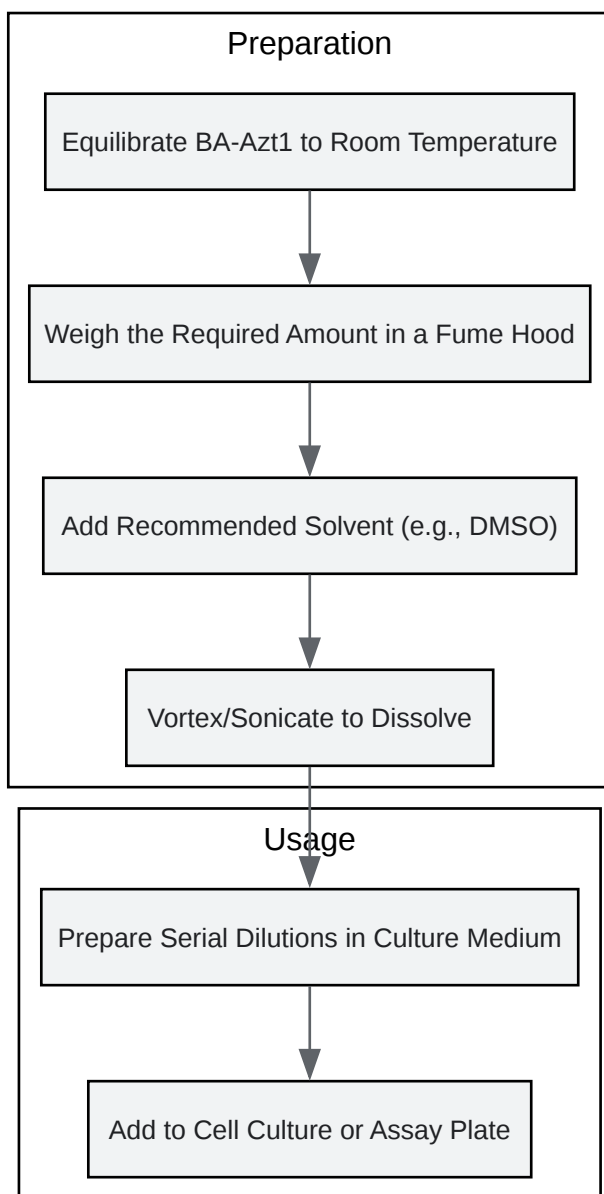 Preparation
Equilibrate BA-Azt1 to Room Temperature
Weigh the Required Amount in a Fume Hood
Add Recommended Solvent (e.g., DMSO)
Vortex/Sonicate to Dissolve
Usage
Prepare Serial Dilutions in Culture Medium
Add to Cell Culture or Assay Plate